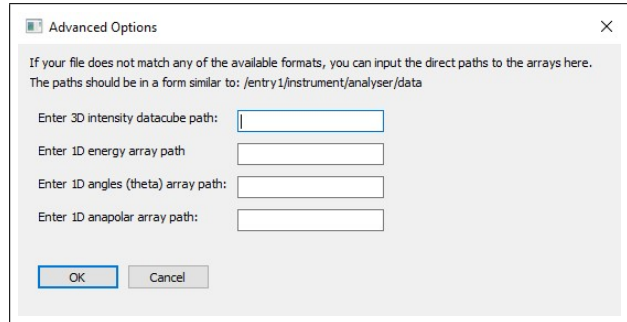 Advanced Options
If your file does not match any of the available formats, you can input the direct paths to the arrays here.
The paths should be in a form similar to: /entry1/instrument/analyser/data
Enter 3D intensity datacube path:
Enter 1D energy array path
Enter 1D angles (theta) array path:
Enter 1D anapolar array path:
OK Cancel